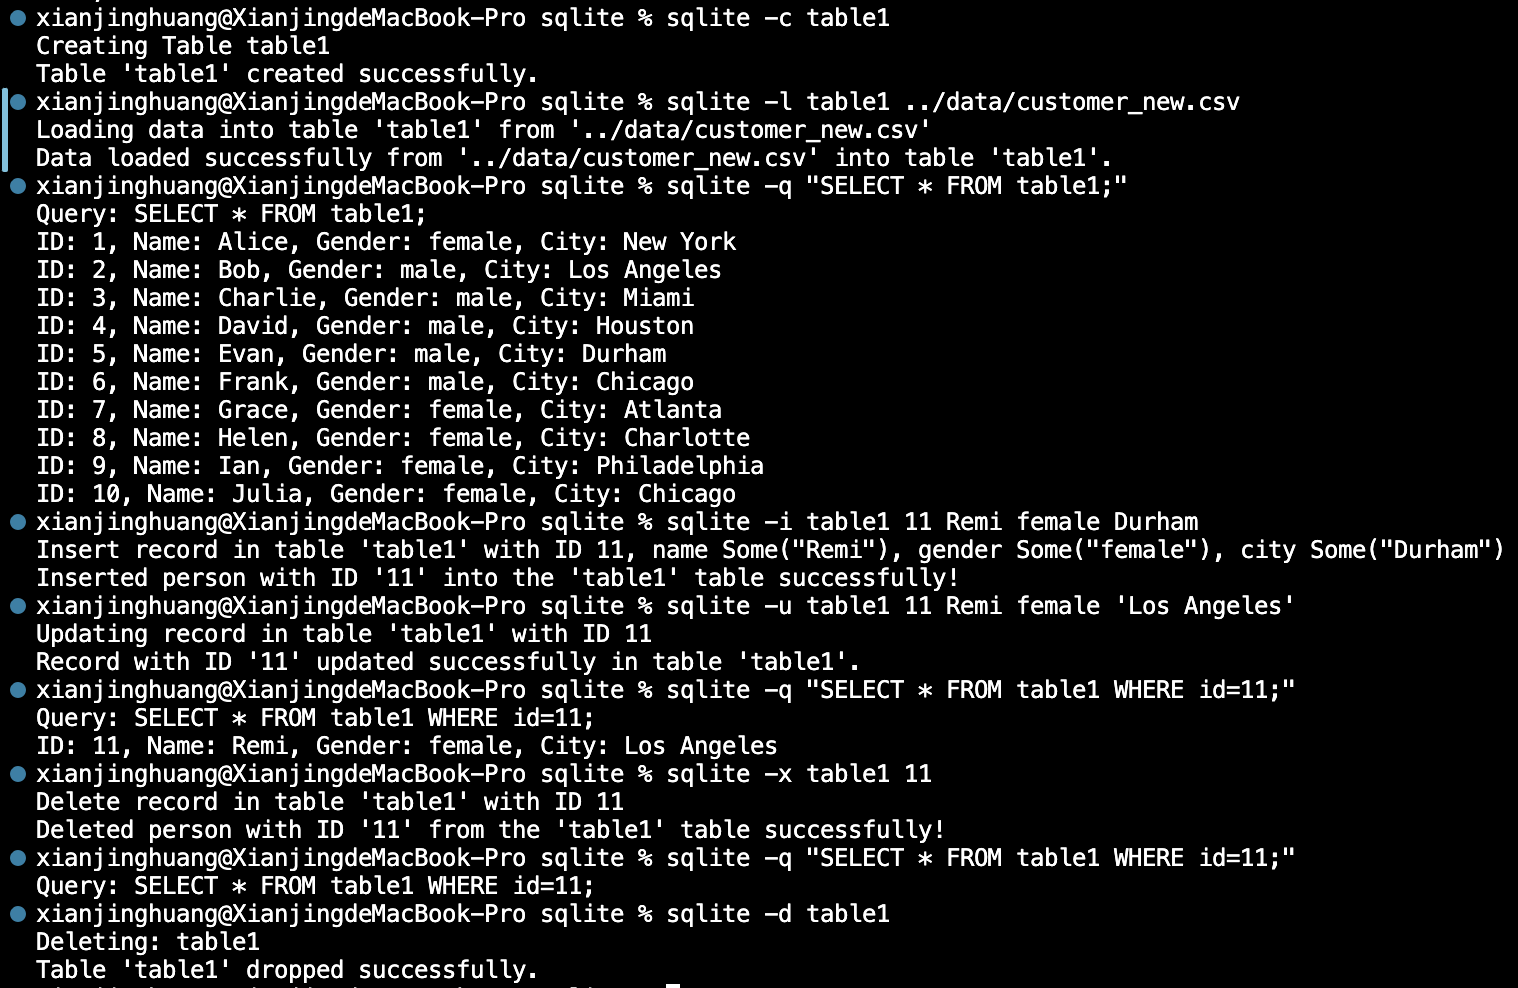 xianjinghuang@XianjingdeMacBook-Pro sqlite % sqlite -c table1
Creating Table table1
Table 'table1' created successfully.
xianjinghuang@XianjingdeMacBook-Pro sqlite % sqlite -l table1 ../data/customer_new.csv
Loading data into table 'table1' from '../data/customer_new.csv'
Data loaded successfully from '../data/customer_new.csv' into table 'table1'.
xianjinghuang@XianjingdeMacBook-Pro sqlite % sqlite -q "SELECT * FROM table1;"
Query: SELECT * FROM table1;
ID: 1, Name: Alice, Gender: female, City: New York
ID: 2, Name: Bob, Gender: male, City: Los Angeles
ID: 3, Name: Charlie, Gender: male, City: Miami
ID: 4, Name: David, Gender: male, City: Houston
ID: 5, Name: Evan, Gender: male, City: Durham
ID: 6, Name: Frank, Gender: male, City: Chicago
ID: 7, Name: Grace, Gender: female, City: Atlanta
ID: 8, Name: Helen, Gender: female, City: Charlotte
ID: 9, Name: Ian, Gender: female, City: Philadelphia
ID: 10, Name: Julia, Gender: female, City: Chicago
xianjinghuang@XianjingdeMacBook-Pro sqlite % sqlite -i table1 11 Remi female Durham
Insert record in table 'table1' with ID 11, name Some("Remi"), gender Some("female"), city Some("Durham")
Inserted person with ID '11' into the 'table1' table successfully!
xianjinghuang@XianjingdeMacBook-Pro sqlite % sqlite -u table1 11 Remi female 'Los Angeles'
Updating record in table 'table1' with ID 11
Record with ID '11' updated successfully in table 'table1'.
xianjinghuang@XianjingdeMacBook-Pro sqlite % sqlite -q "SELECT * FROM table1 WHERE id=11;"
Query: SELECT * FROM table1 WHERE id=11;
ID: 11, Name: Remi, Gender: female, City: Los Angeles
xianjinghuang@XianjingdeMacBook-Pro sqlite % sqlite -x table1 11
Delete record in table 'table1' with ID 11
Deleted person with ID '11' from the 'table1' table successfully!
xianjinghuang@XianjingdeMacBook-Pro sqlite % sqlite -q "SELECT * FROM table1 WHERE id=11;"
Query: SELECT * FROM table1 WHERE id=11;
xianjinghuang@XianjingdeMacBook-Pro sqlite % sqlite -d table1
Deleting: table1
Table 'table1' dropped successfully.